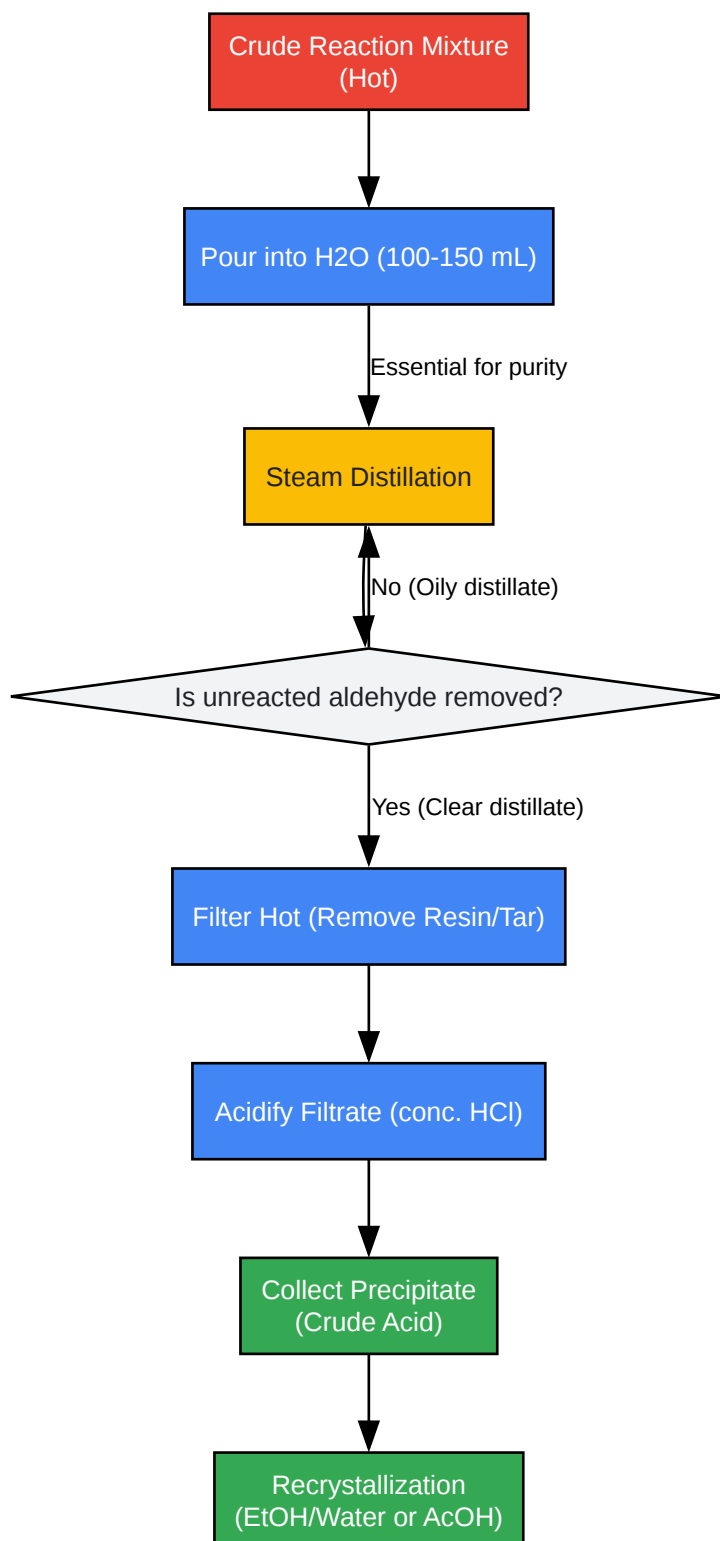 Crude Reaction Mixture
(Hot)
Pour into H2O (100-150 mL)
Essential for purity
Steam Distillation
No (Oily distillate)
Is unreacted aldehyde removed?
Yes (Clear distillate)
Filter Hot (Remove Resin/Tar)
Acidify Filtrate (conc. HCl)
Collect Precipitate
(Crude Acid)
Recrystallization
(EtOH/Water or AcOH)